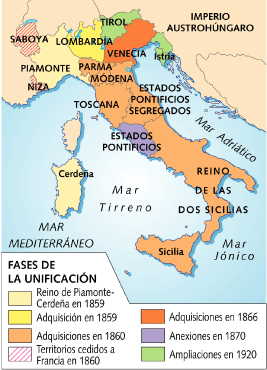 TIROL
IMPERIO
AUSTROHÚNGARO
SABOYA
LOMBARDÍA
VENECIA
Istria
PIAMONTE
PARMA
MÓDENA
NIZA
TOSCANA
ESTADOS
PONTIFICIOS
SEGREGADOS
Mar Adriático
ESTADOS
PONTIFICIOS
Cerdeña
REINO
DE LAS
DOS SICILIAS
Mar
Tirreno
MAR
MEDITERRÁNEO
Sicilia
Mar
Jónico
FASES DE
LA UNIFICACIÓN
Reino de Piamonte-
Cerdeña en 1859
Adquisición en 1859
Adquisiciones en 1860
Territorios cedidos a
Francia en 1860
Adquisiciones en 1866
Anexiones en 1870
Ampliaciones en 1920